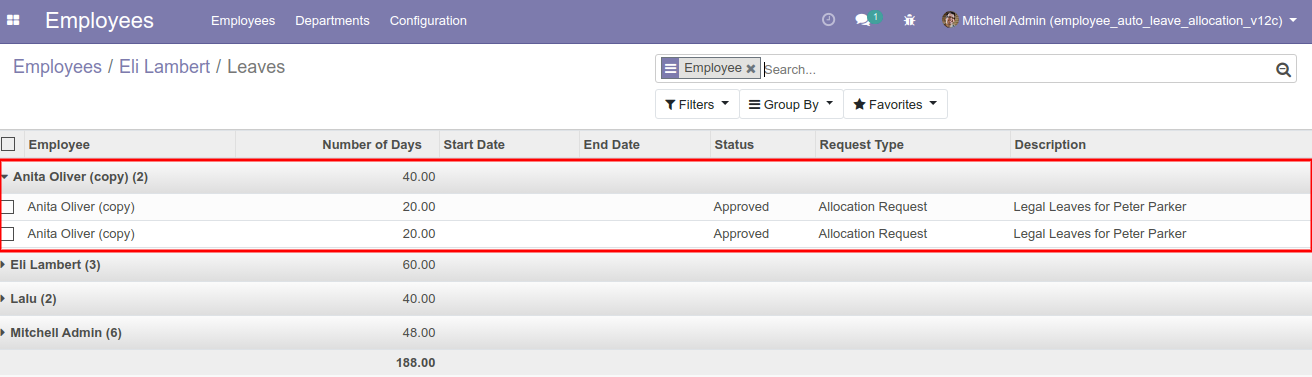 Employees Employees Departments Configuration 1 Mitchell Admin (employee_auto_leave_allocation_v12c)
Employees / Eli Lambert / Leaves Employee Search...
Filters Group By Favorites
Employee Number of Days Start Date End Date Status Request Type Description
Anita Oliver (copy) (2) 40.00
Anita Oliver (copy) 20.00 Approved Allocation Request Legal Leaves for Peter Parker
Anita Oliver (copy) 20.00 Approved Allocation Request Legal Leaves for Peter Parker
Eli Lambert (3) 60.00
Lalu (2) 40.00
Mitchell Admin (6) 48.00
188.00